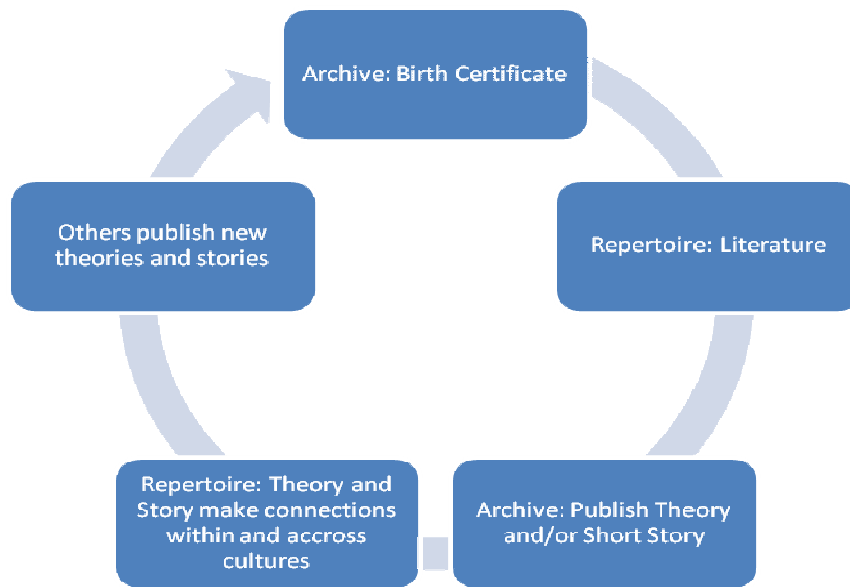 Archive: Birth Certificate
Repertoire: Literature
Archive: Publish Theory
and/or Short Story
Repertoire: Theory and
Story make connections
within and accross
cultures
Others publish new
theories and stories